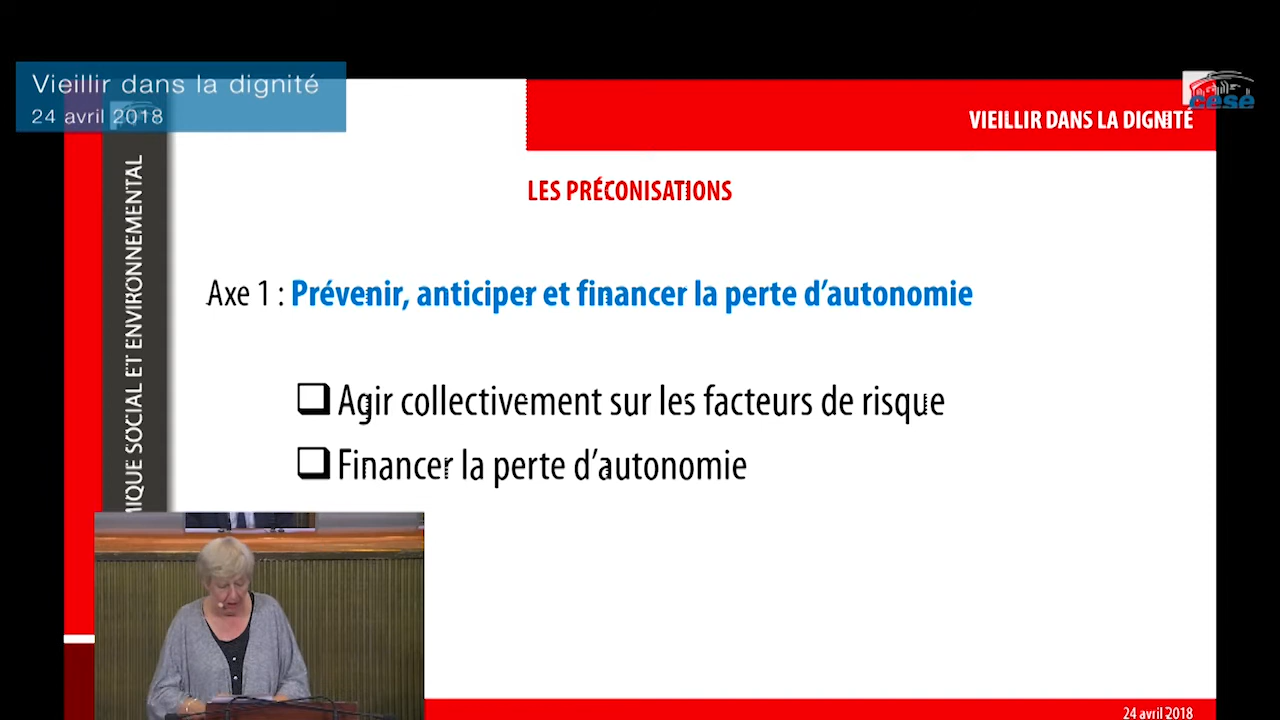 Vieillir dans la dignité
24 avril 2018
cese
VIEILLIR DANS LA DIGNITÉ
SOCIAL ET ENVIRONNEMENTAL
LES PRÉCONISATIONS
Axe 1 : Prévenir, anticiper et financer la perte d’autonomie
❑ Agir collectivement sur les facteurs de risque
❑ Financer la perte d’autonomie
24 avril 2018